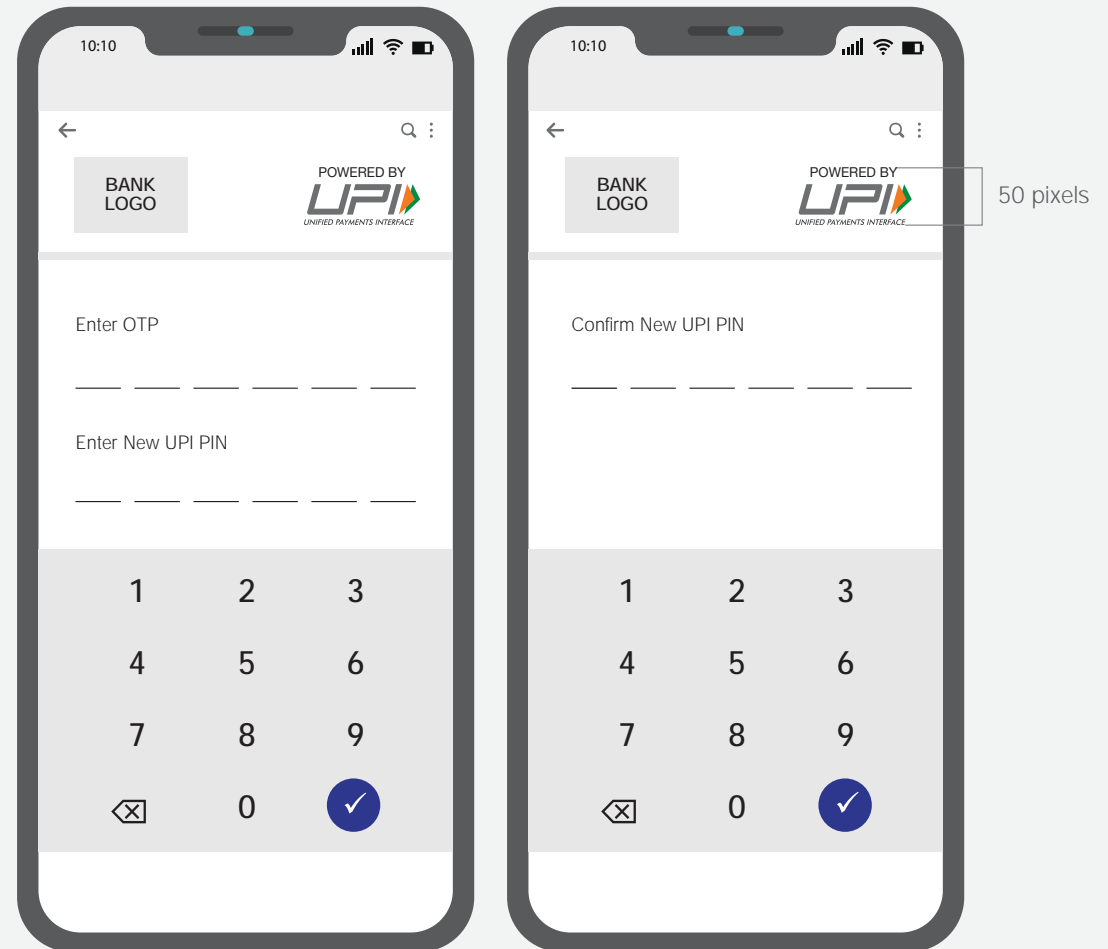 10:10
BANK
LOGO
POWERED BY
UPI
UNIFIED PAYMENTS INTERFACE
Enter OTP
Enter New UPI PIN
1 2 3
4 5 6
7 8 9
0
10:10
BANK
LOGO
POWERED BY
UPI
UNIFIED PAYMENTS INTERFACE
50 pixels
Confirm New UPI PIN
1 2 3
4 5 6
7 8 9
0